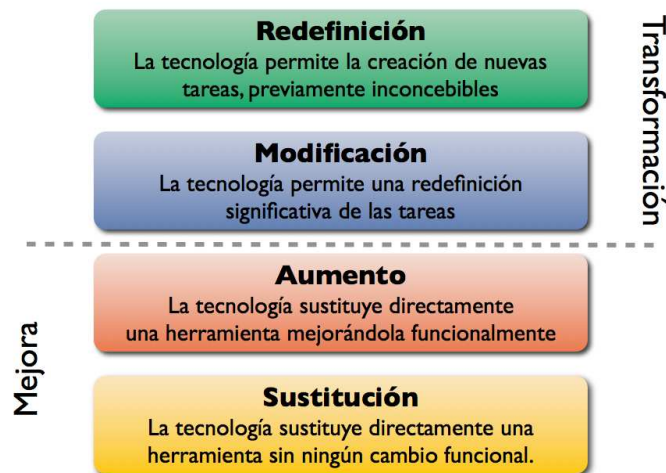 Redefinición
La tecnología permite la creación de nuevas
tareas, previamente inconcebibles
Modificación
La tecnología permite una redefinición
significativa de las tareas
Transformación
Aumento
La tecnología sustituye directamente
una herramienta mejorándola funcionalmente
Sustitución
La tecnología sustituye directamente una
herramienta sin ningún cambio funcional.
Mejora